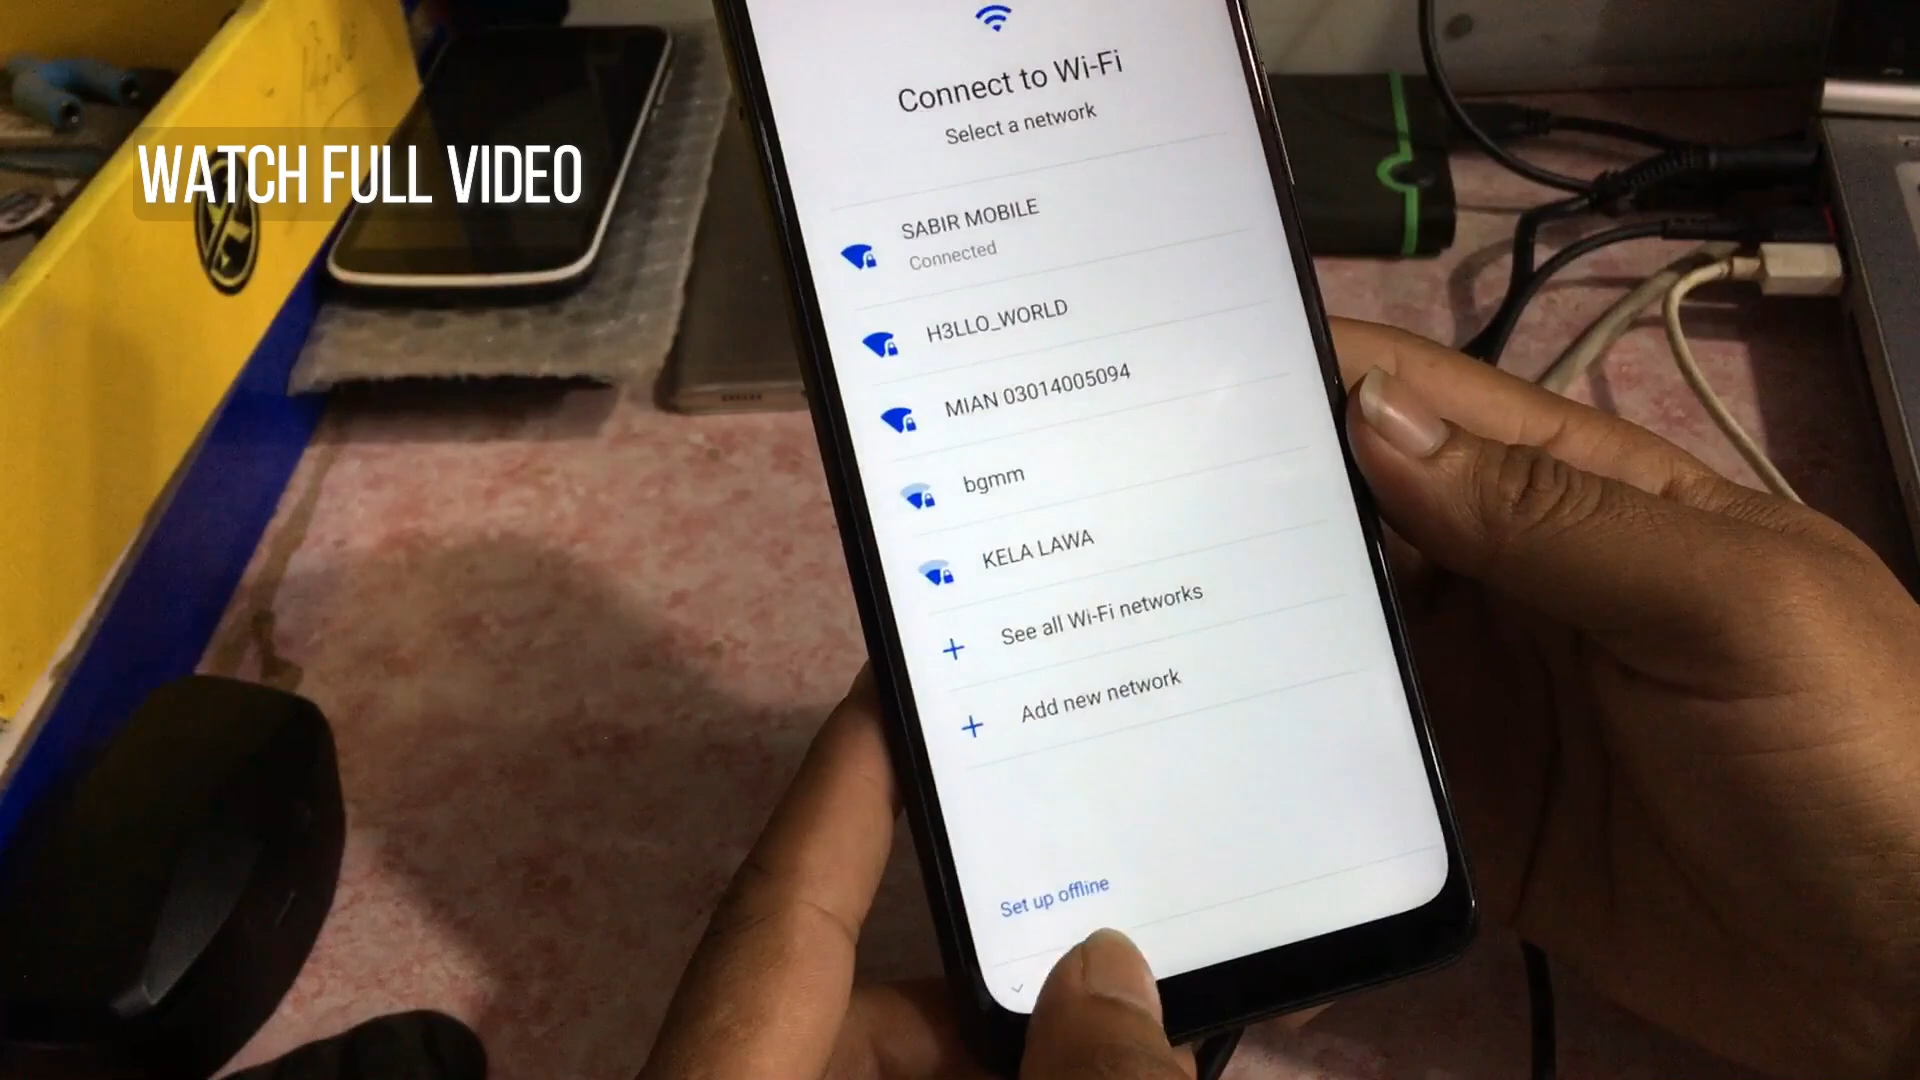 WATCH FULL VIDEO
Connect to Wi-Fi
Select a network
SABIR MOBILE
Connected
H3LLO_WORLD
MIAN 03014005094
bgmm
KELA LAWA
See all Wi-Fi networks
Add new network
Set up offline